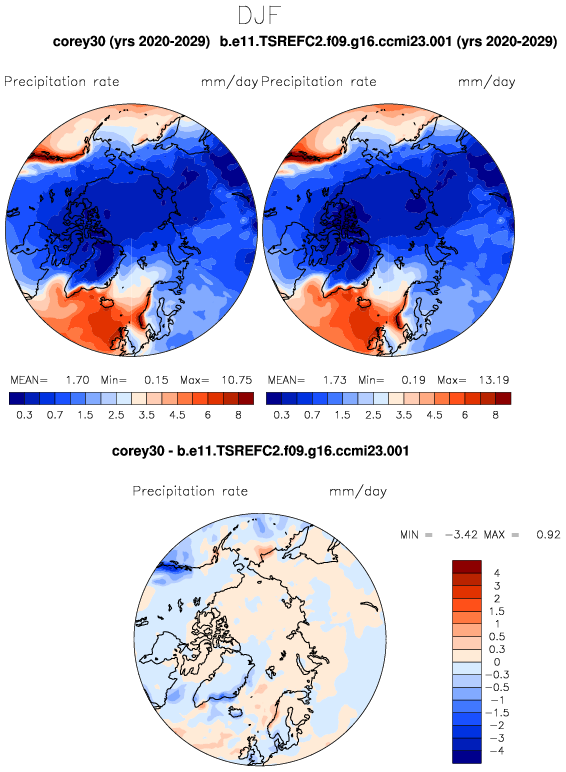 DJF
corey30 (yrs 2020-2029) b.e11.TSREFC2.f09.g16.ccmi23.001 (yrs 2020-2029)
Precipitation rate mm/day Precipitation rate mm/day
MEAN= 1.70 Min= 0.15 Max= 10.75 MEAN= 1.73 Min= 0.19 Max= 13.19
0.3 0.7 1.5 2.5 3.5 4.5 6 8 0.3 0.7 1.5 2.5 3.5 4.5 6 8
corey30 - b.e11.TSREFC2.f09.g16.ccmi23.001
Precipitation rate mm/day
MIN = -3.42 MAX = 0.92
4
3
2
1.5
1
0.5
0.3
0
-0.3
-0.5
-1
-1.5
-2
-3
-4